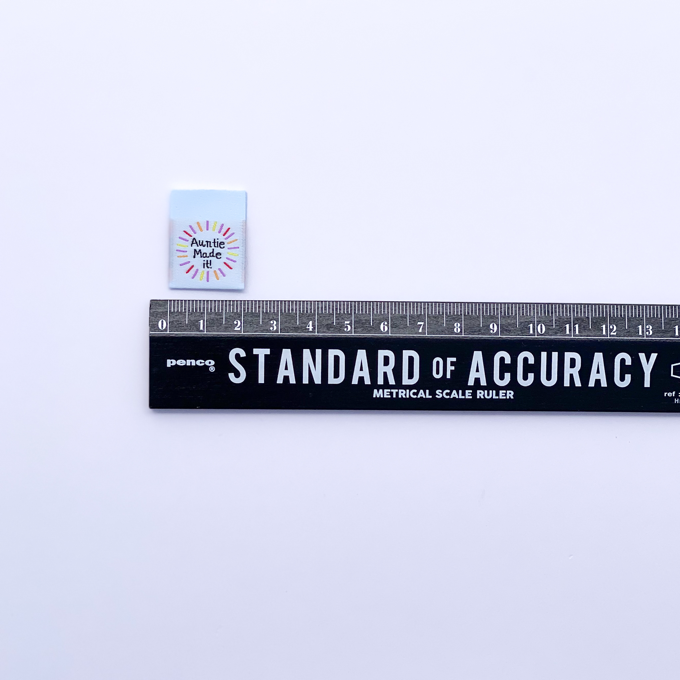 Auntie
Made
it!
0 1 2 3 4 5 6 7 8 9 10 11 12 13
penco®
STANDARD OF ACCURACY
METRICAL SCALE RULER
ref